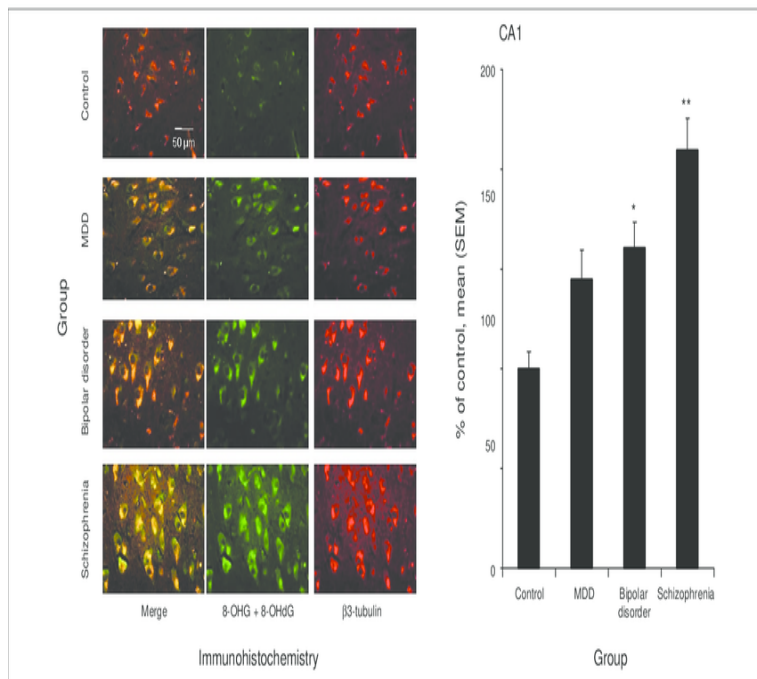 Group
Control
50 µm
MDD
Bipolar disorder
Schizophrenia
Merge
8-OHG + 8-OHdG
β3-tubulin
Immunohistochemistry
CA1
% of control, mean (SEM)
200
150
100
50
0
*
**
Control
MDD
Bipolar
disorder
Schizophrenia
Group